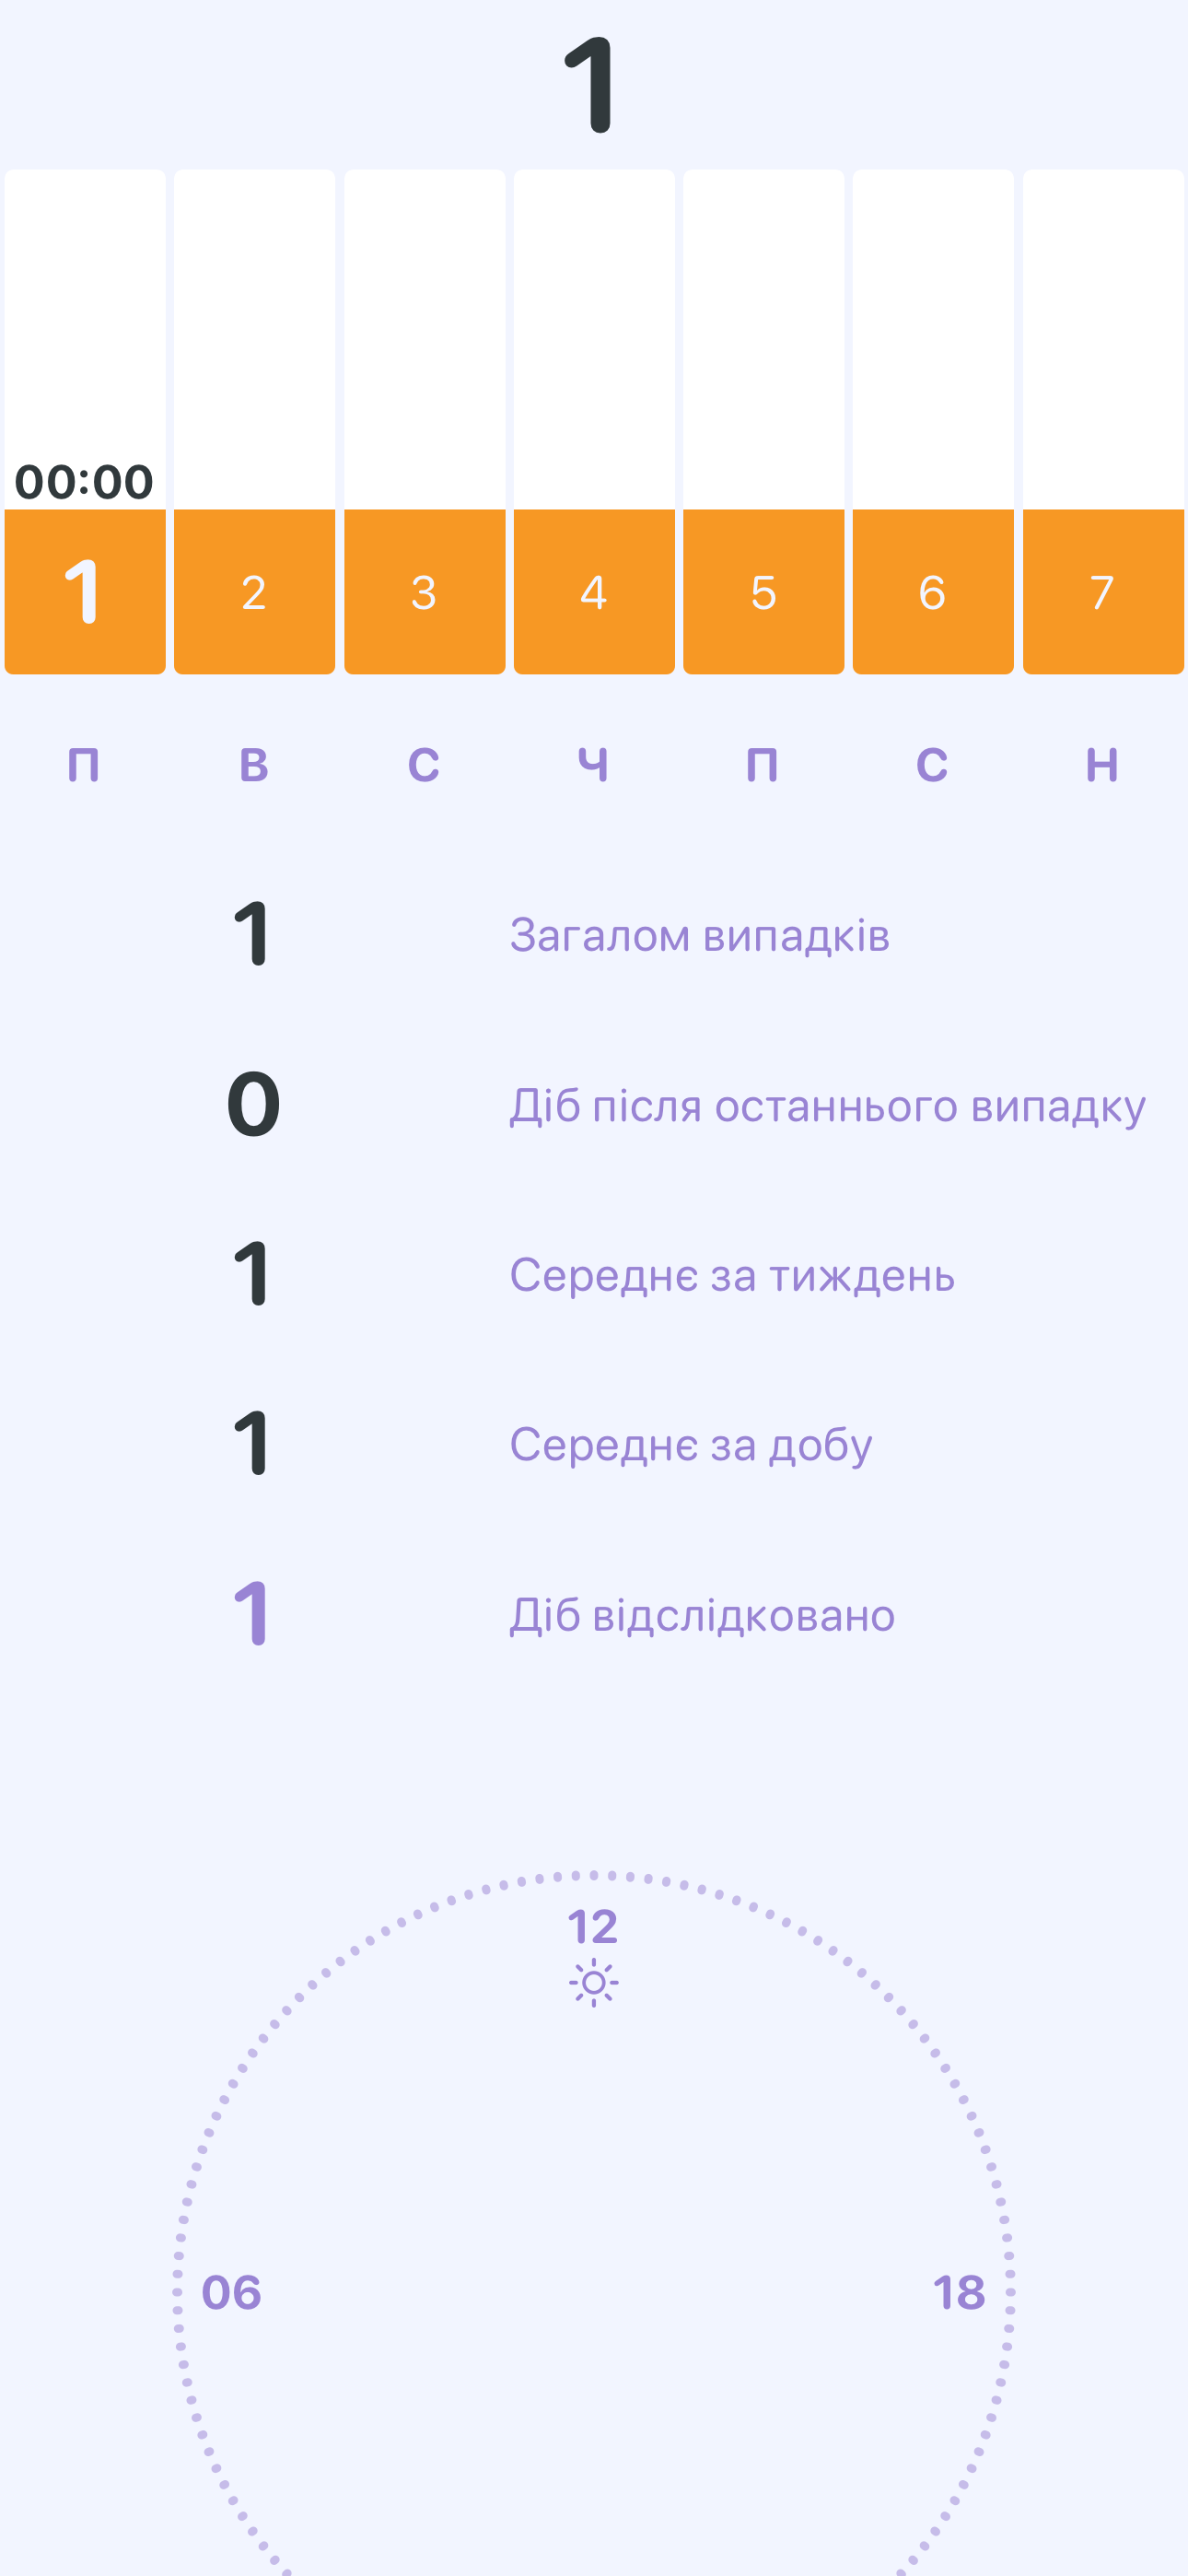 1
00:00
1 2 3 4 5 6 7
п в с ч п с н
1 Загалом випадків
0 Діб після останнього випадку
1 Середнє за тиждень
1 Середнє за добу
1 Діб відслідковано
12
06 18